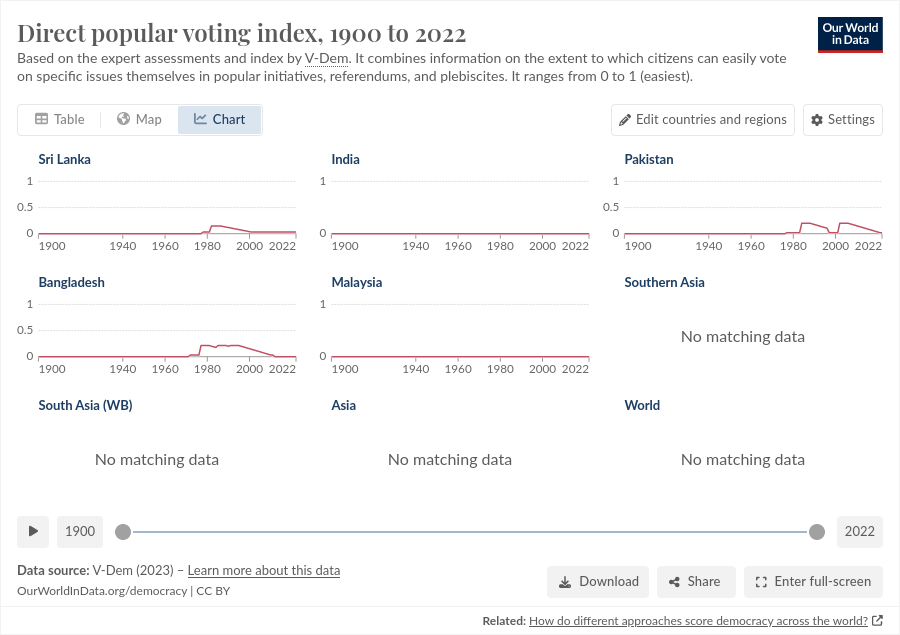 Direct popular voting index, 1900 to 2022
Our World
in Data
Based on the expert assessments and index by V-Dem. It combines information on the extent to which citizens can easily vote
on specific issues themselves in popular initiatives, referendums, and plebiscites. It ranges from 0 to 1 (easiest).
Table
Map
Chart
Edit countries and regions
Settings
Sri Lanka
1
0.5
0
1900 1940 1960 1980 2000 2022
India
1
0
1900 1940 1960 1980 2000 2022
Pakistan
1
0.5
0
1900 1940 1960 1980 2000 2022
Bangladesh
1
0.5
0
1900 1940 1960 1980 2000 2022
Malaysia
1
0
1900 1940 1960 1980 2000 2022
Southern Asia
No matching data
South Asia (WB)
No matching data
Asia
No matching data
World
No matching data
1900
2022
Data source: V-Dem (2023) – Learn more about this data
OurWorldInData.org/democracy | CC BY
Download
Share
Enter full-screen
Related: How do different approaches score democracy across the world?